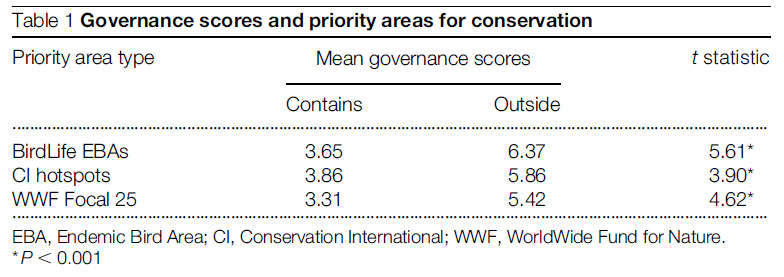 Table 1 Governance scores and priority areas for conservation
Priority area type Mean governance scores t statistic
Contains Outside
BirdLife EBAs 3.65 6.37 5.61*
CI hotspots 3.86 5.86 3.90*
WWF Focal 25 3.31 5.42 4.62*
EBA, Endemic Bird Area; CI, Conservation International; WWF, WorldWide Fund for Nature.
*P < 0.001